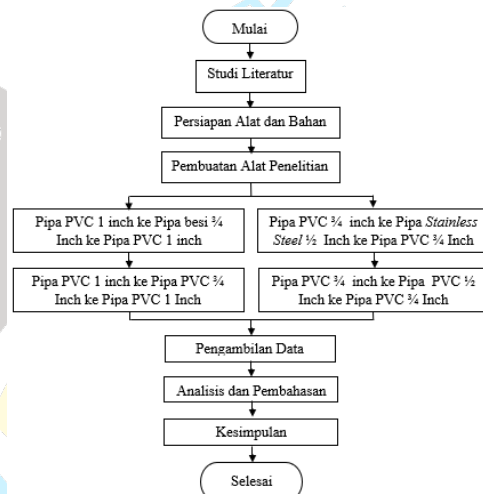 Mulai
Studi Literatur
Persiapan Alat dan Bahan
Pembuatan Alat Penelitian
Pipa PVC 1 inch ke Pipa besi ¾
Inch ke Pipa PVC 1 inch
Pipa PVC ¾ inch ke Pipa Stainless
Steel ½ Inch ke Pipa PVC ¾ Inch
Pipa PVC 1 inch ke Pipa PVC ¾
Inch ke Pipa PVC 1 Inch
Pipa PVC ¾ inch ke Pipa PVC ½
Inch ke Pipa PVC ¾ Inch
Pengambilan Data
Analisis dan Pembahasan
Kesimpulan
Selesai